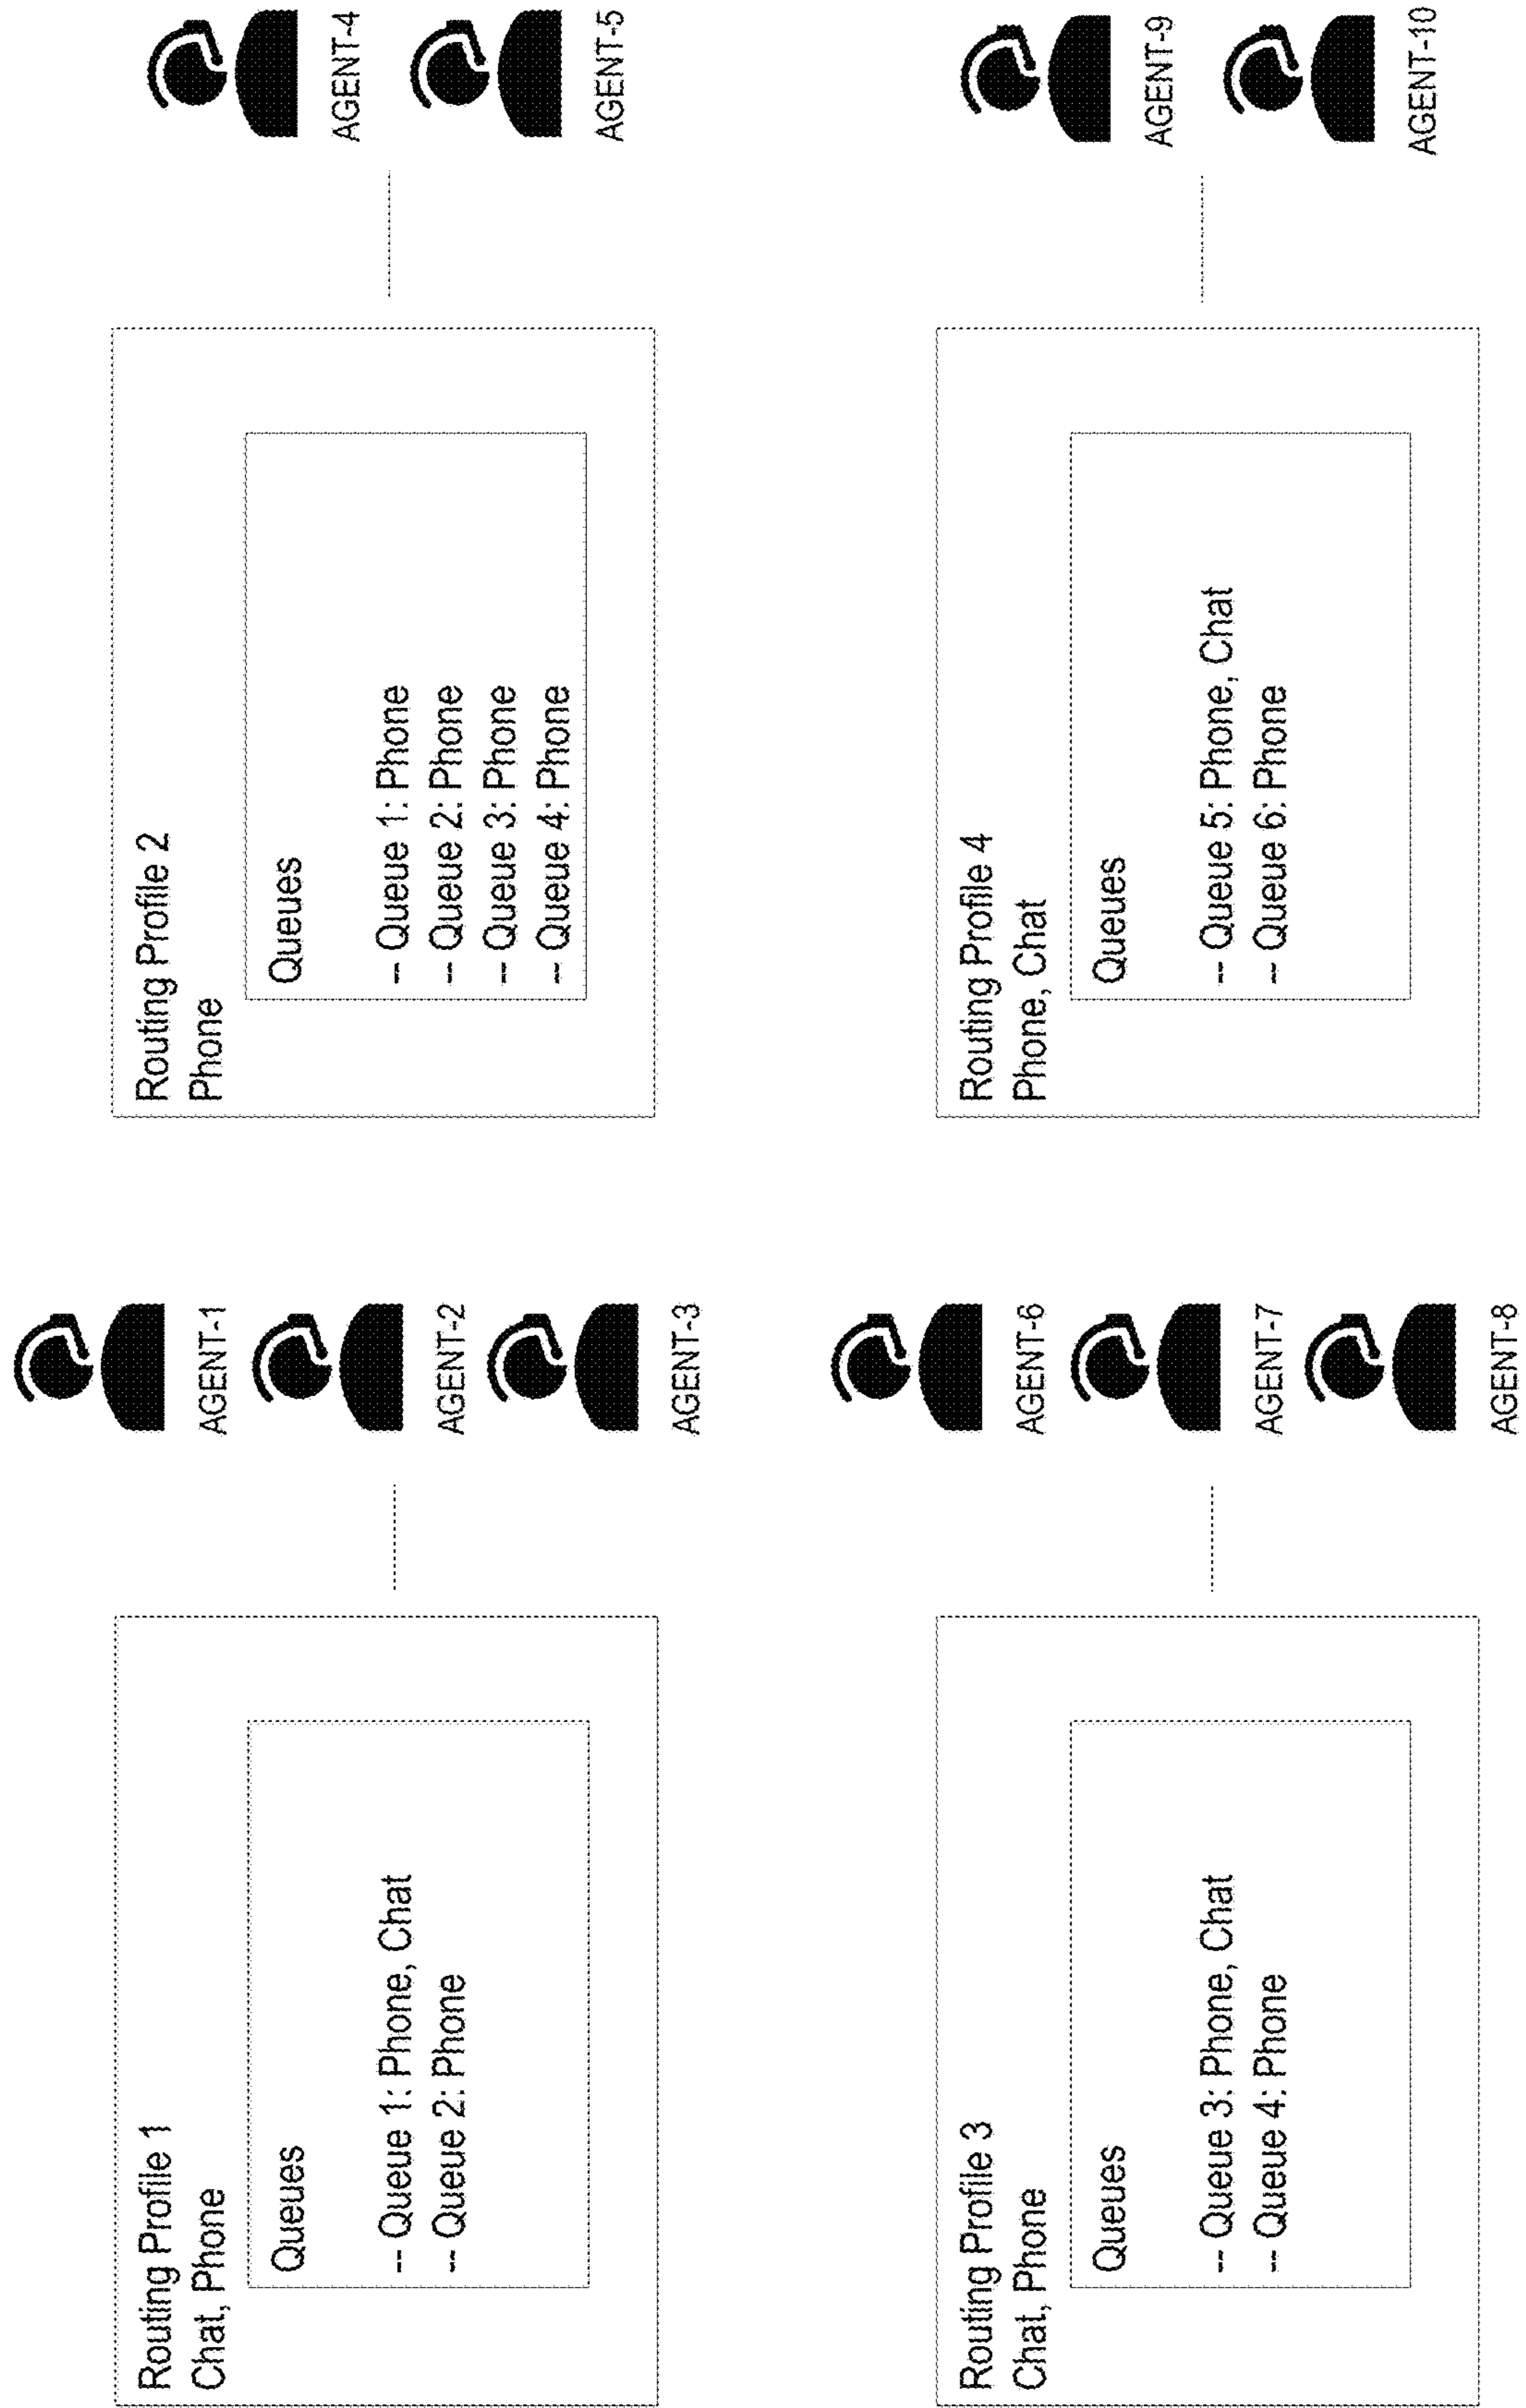 Routing Profile 1
Chat, Phone
Queues
-- Queue 1: Phone, Chat
-- Queue 2: Phone
AGENT-1
AGENT-2
AGENT-3
Routing Profile 2
Phone
Queues
-- Queue 1: Phone
-- Queue 2: Phone
-- Queue 3: Phone
-- Queue 4: Phone
AGENT-4
AGENT-5
Routing Profile 3
Chat, Phone
Queues
-- Queue 3: Phone, Chat
-- Queue 4: Phone
AGENT-6
AGENT-7
AGENT-8
Routing Profile 4
Phone, Chat
Queues
-- Queue 5: Phone, Chat
-- Queue 6: Phone
AGENT-9
AGENT-10